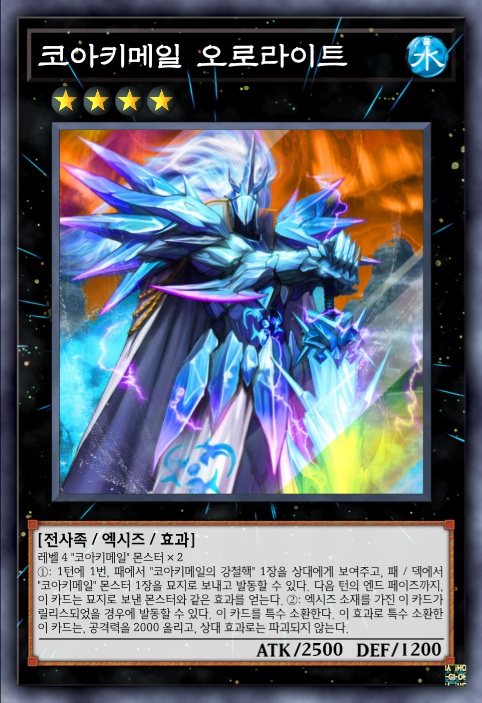 코아키메일 오로라이트
水
[전사족 / 엑시즈 / 효과]
레벨 4 "코아키메일" 몬스터 × 2
①: 1턴에 1번, 패에서 "코아키메일의 강철핵" 1장을 상대에게 보여주고, 패 / 덱에서
"코아키메일" 몬스터 1장을 묘지로 보내고 발동할 수 있다. 다음 턴의 엔드 페이즈까지,
이 카드는 묘지로 보낸 몬스터와 같은 효과를 얻는다. ②: 엑시즈 소재를 가진 이 카드가
릴리스되었을 경우에 발동할 수 있다. 이 카드를 특수 소환한다. 이 효과로 특수 소환한
이 카드는, 공격력을 2000 올리고, 상대 효과로는 파괴되지 않는다.
ATK/2500 DEF/1200